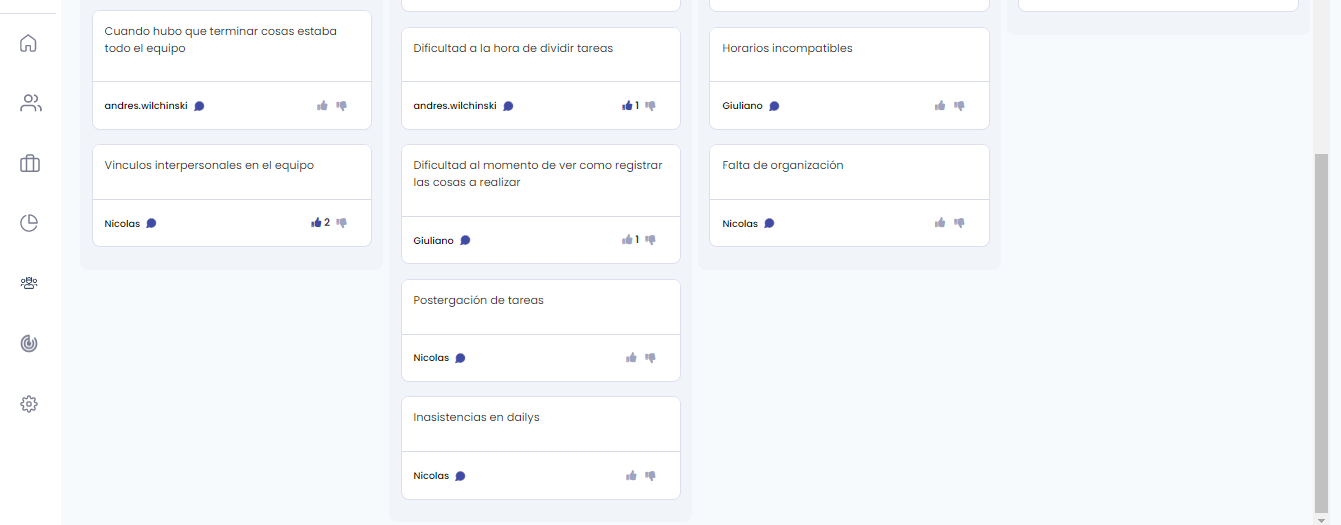 Cuando hubo que terminar cosas estaba
todo el equipo
andres.wilchinski
Vinculos interpersonales en el equipo
Nicolas
2
Dificultad a la hora de dividir tareas
andres.wilchinski
1
Dificultad al momento de ver como registrar
las cosas a realizar
Giuliano
1
Postergación de tareas
Nicolas
Inasistencias en dailys
Nicolas
Horarios incompatibles
Giuliano
Falta de organización
Nicolas